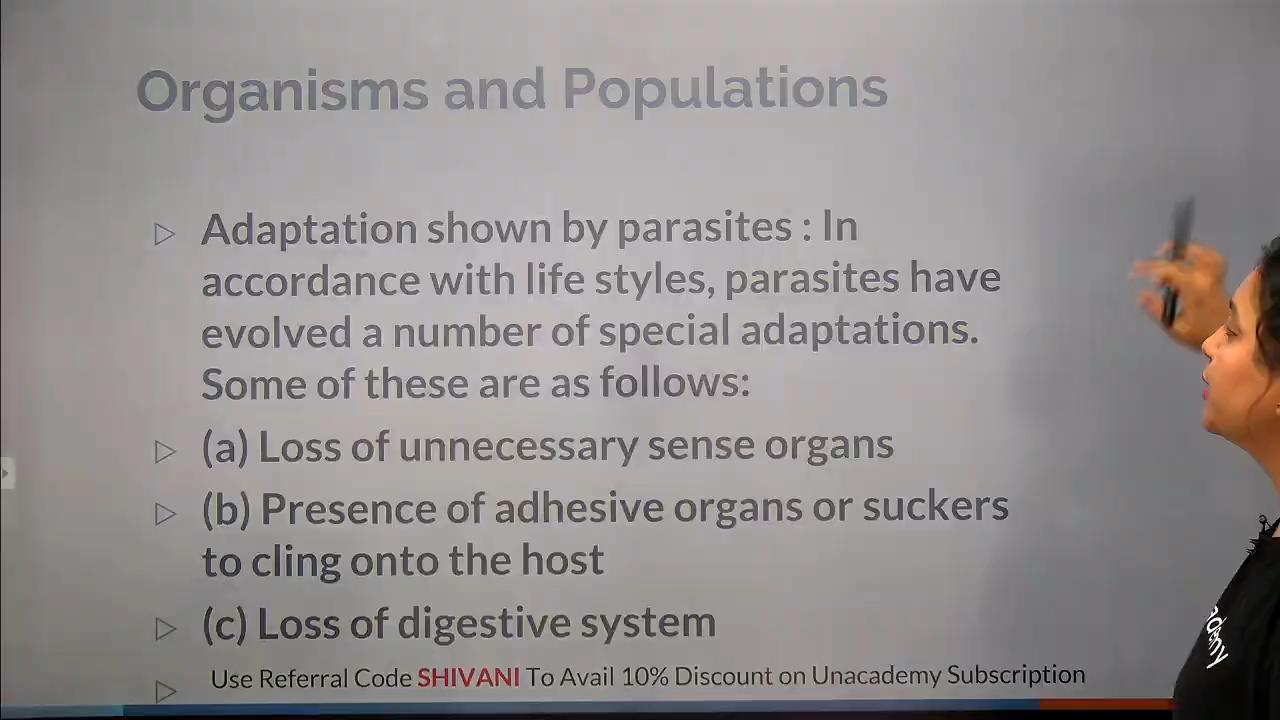 Organisms and Populations
Adaptation shown by parasites : In
accordance with life styles, parasites have
evolved a number of special adaptations.
Some of these are as follows:
(a) Loss of unnecessary sense organs
(b) Presence of adhesive organs or suckers
to cling onto the host
(c) Loss of digestive system
Use Referral Code SHIVANI To Avail 10% Discount on Unacademy Subscription